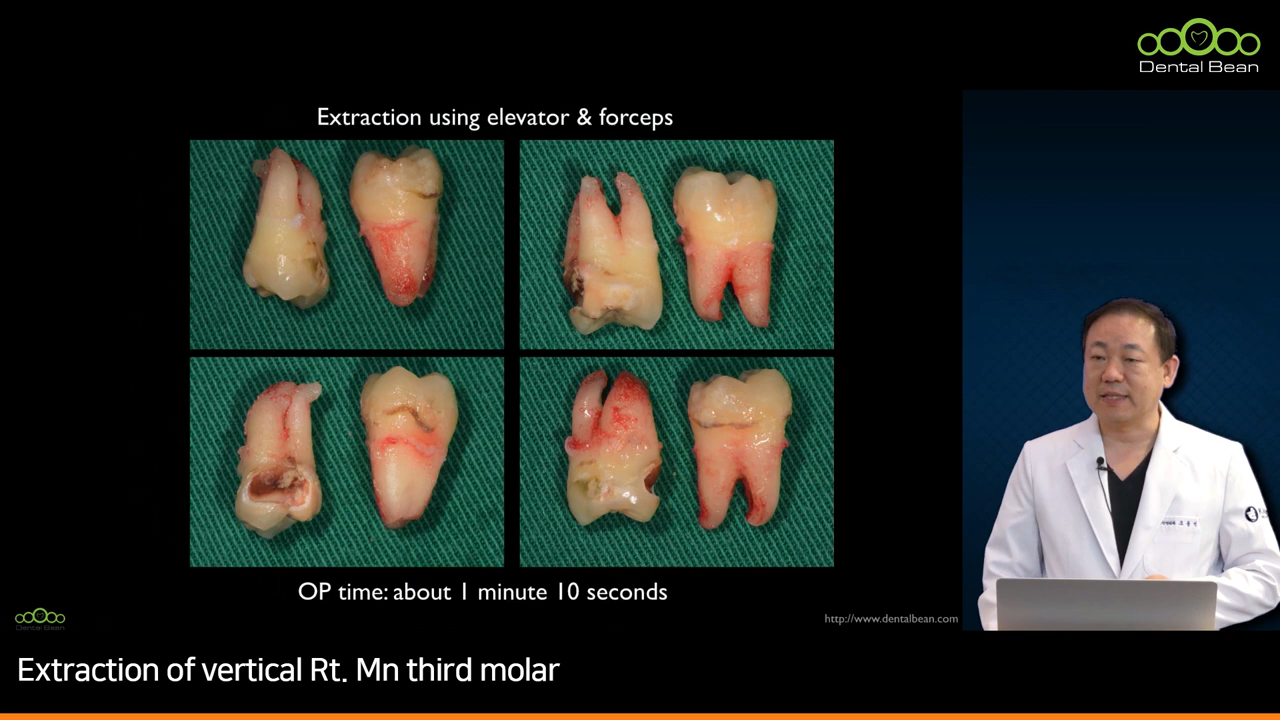 Dental Bean
Extraction using elevator & forceps
OP time: about 1 minute 10 seconds
Dental Bean
http://www.dentalbean.com
Extraction of vertical Rt. Mn third molar